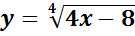 y = ∜(4x − 8)